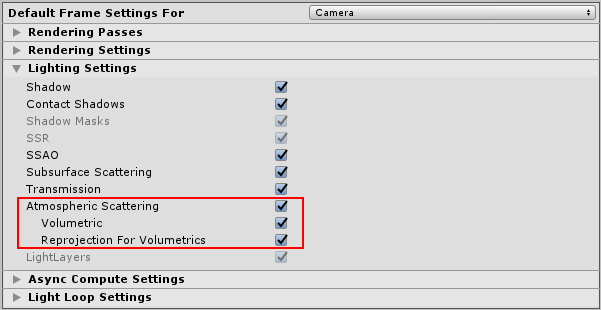 Default Frame Settings For Camera
Rendering Passes
Rendering Settings
Lighting Settings
Shadow
Contact Shadows
Shadow Masks
SSR
SSAO
Subsurface Scattering
Transmission
Atmospheric Scattering
Volumetric
Reprojection For Volumetrics
LightLayers
Async Compute Settings
Light Loop Settings